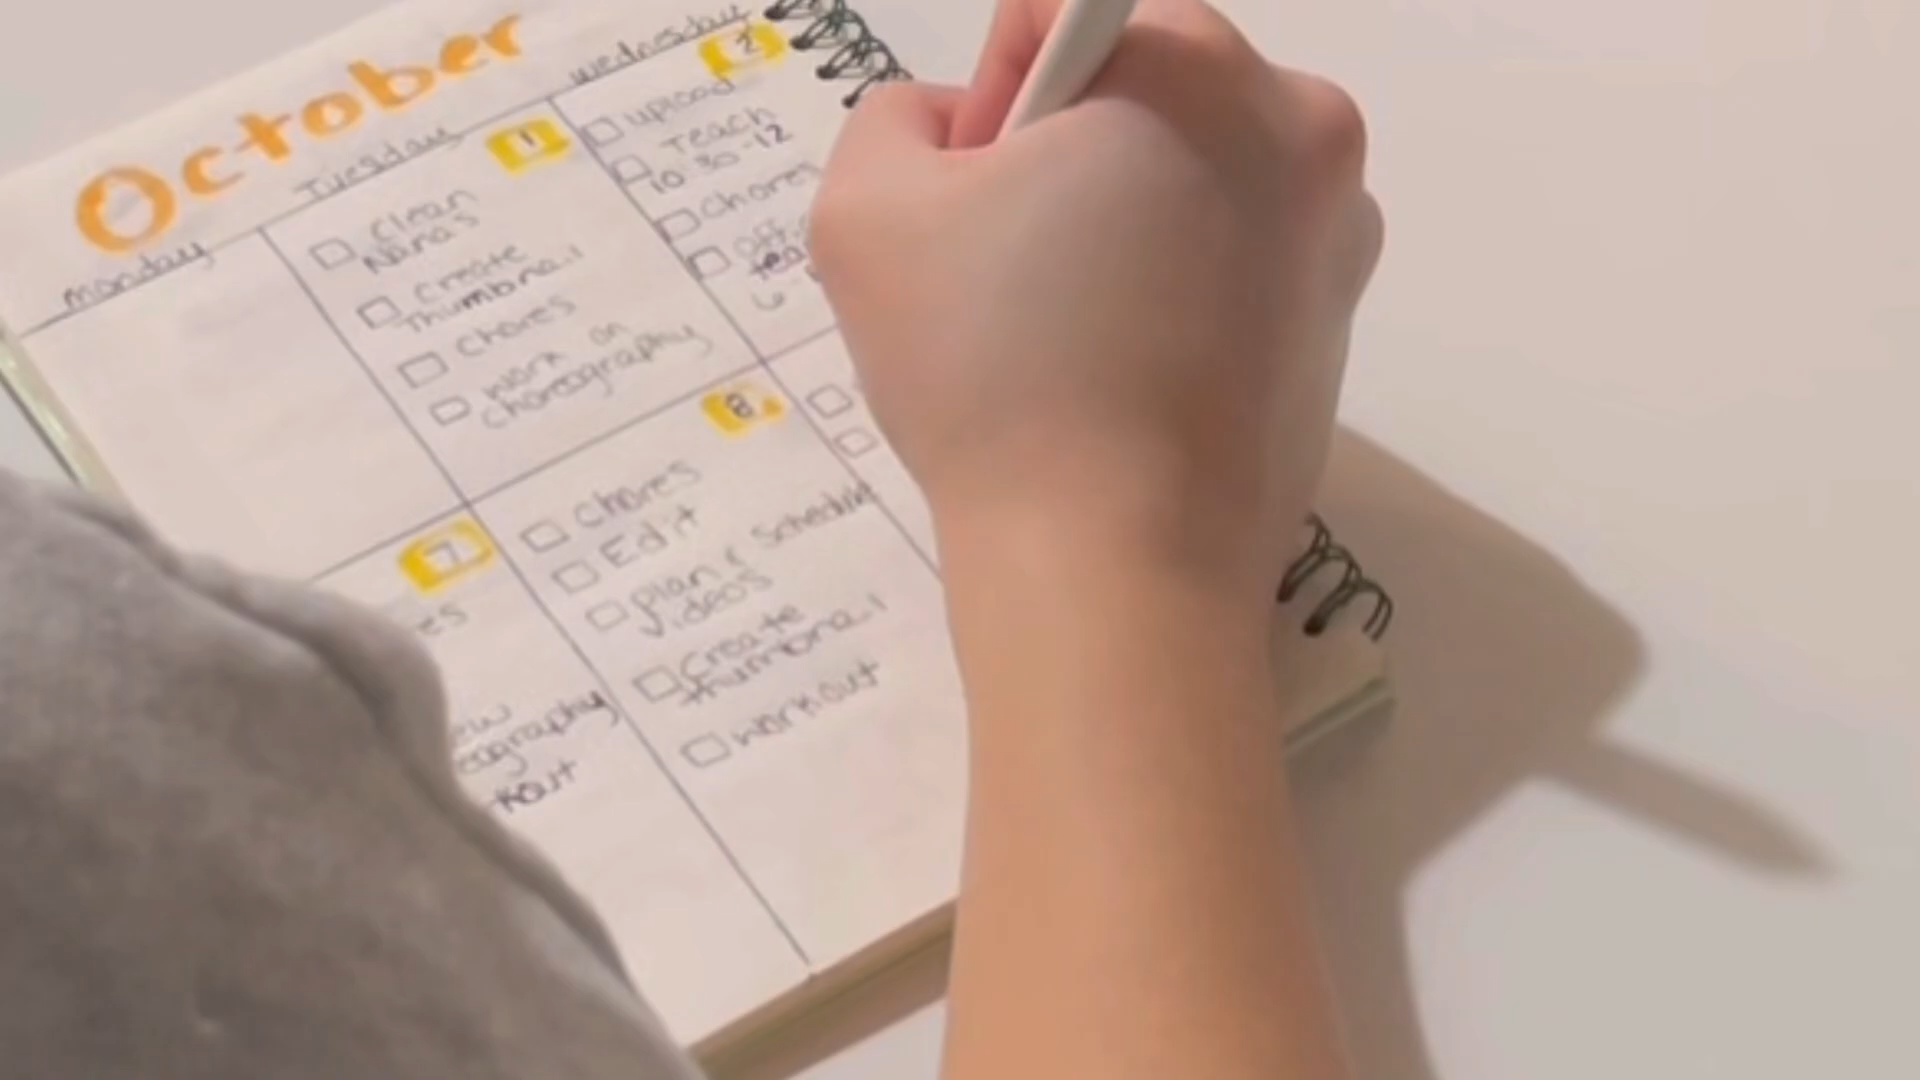 October
monday
Tuesday
wednesday
1
clean
Nana's
create
Thumbnail
chores
work on
choreography
2
upload
Teach
10:30-12
chores
7
8
chores
Edit
plan & schedule
videos
create
thumbnail
workout